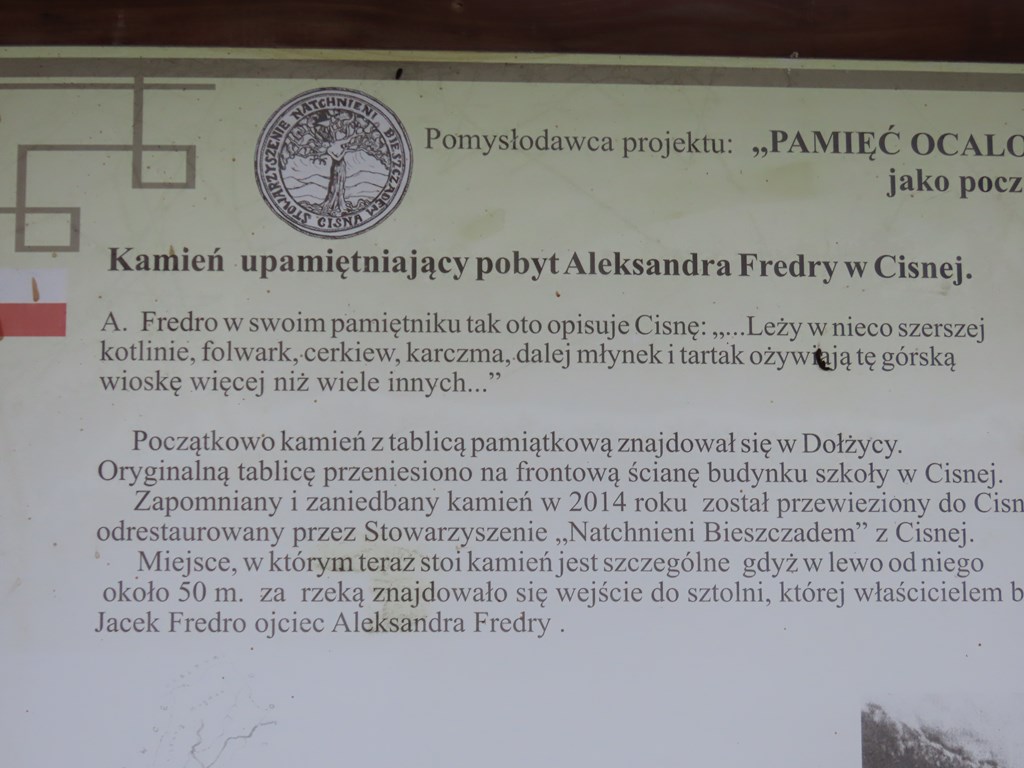 STOWARZYSZENIE NATCHNIENI BIESZCZADEM
CISNA
Pomysłodawca projektu: „PAMIĘĆ OCALO
jako pocz
Kamień upamiętniający pobyt Aleksandra Fredry w Cisnej.
A. Fredro w swoim pamiętniku tak oto opisuje Cisnę: „...Leży w nieco szerszej
kotlinie, folwark, cerkiew, karczma, dalej młynek i tartak ożywiają tę górską
wioskę więcej niż wiele innych...”
Początkowo kamień z tablicą pamiątkową znajdował się w Dołżycy.
Oryginalną tablicę przeniesiono na frontową ścianę budynku szkoły w Cisnej.
Zapomniany i zaniedbany kamień w 2014 roku został przewieziony do Cisn
odrestaurowany przez Stowarzyszenie „Natchnieni Bieszczadem” z Cisnej.
Miejsce, w którym teraz stoi kamień jest szczególne gdyż w lewo od niego
około 50 m. za rzeką znajdowało się wejście do sztolni, której właścicielem b
Jacek Fredro ojciec Aleksandra Fredry .